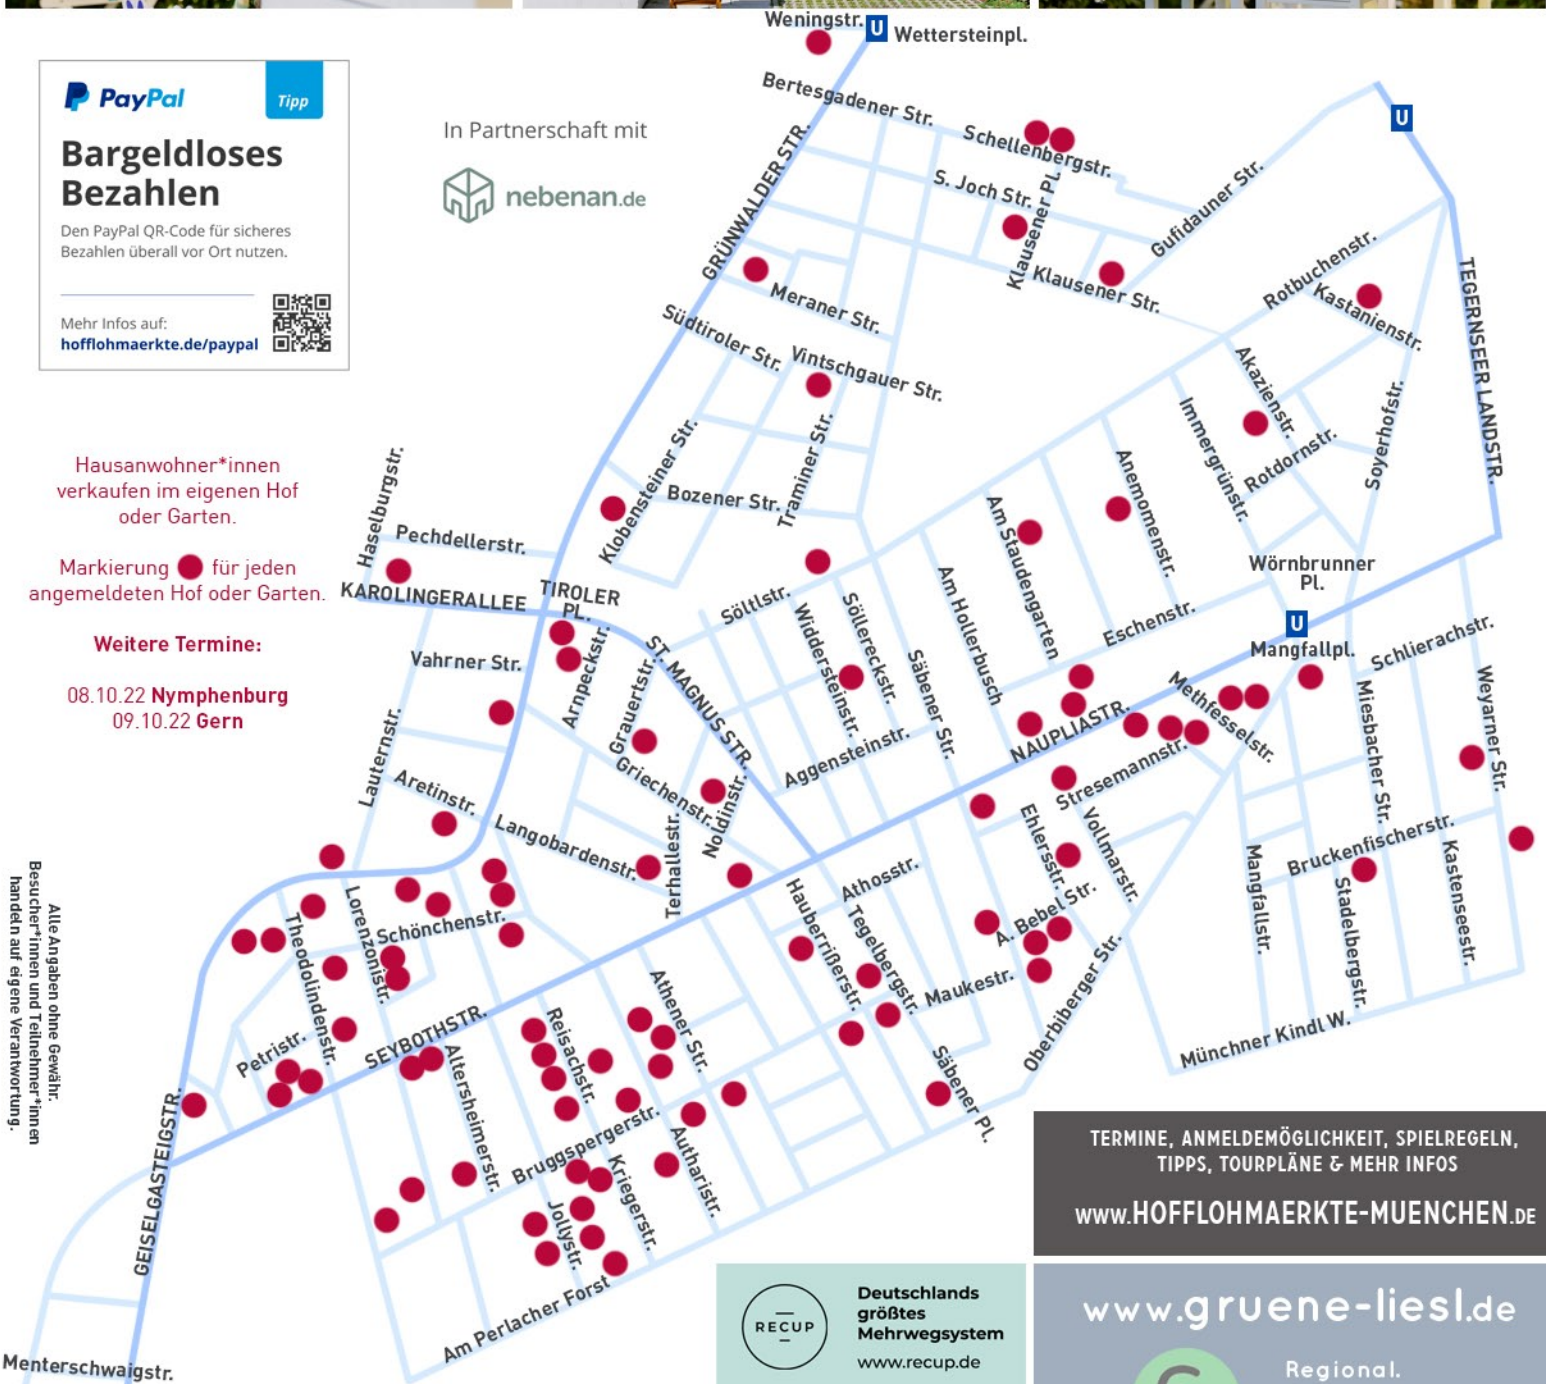 PayPal
Tipp
Bargeldloses
Bezahlen
Den PayPal QR-Code für sicheres
Bezahlen überall vor Ort nutzen.
Mehr Infos auf:
hofflohmaerkte.de/paypal
In Partnerschaft mit
nebenan.de
Hausanwohner*innen
verkaufen im eigenen Hof
oder Garten.
Markierung für jeden
angemeldeten Hof oder Garten.
Weitere Termine:
08.10.22 Nymphenburg
09.10.22 Gern
Weningstr.
U
Wettersteinpl.
Bertesgadener Str.
Schellenbergstr.
U
S. Joch Str.
Klausener Pl.
Gufidauner Str.
GRÜNWALDER STR.
Klausener Str.
Rotbuchenstr.
Kastanienstr.
TEGERNSEER LANDSTR.
Meraner Str.
Südtiroler Str.
Vintschgauer Str.
Akazienstr.
Immergrünstr.
Rotdornstr.
Soyerhofstr.
Klobensteiner Str.
Traminer Str.
Bozener Str.
Anemomenstr.
Am Staudengarten
Haselburgstr.
Pechdellerstr.
KAROLINGERALLEE
TIROLER
PL.
Wörnbrunner
Pl.
Söltlstr.
Widdersteinstr.
Söllereckstr.
Am Hollerbusch
Säbener Str.
Eschenstr.
U
Mangfallpl.
Schlierachstr.
Vahrner Str.
Arnpeckstr.
Grauertstr.
ST. MAGNUS STR.
Methfesselstr.
Miesbacher Str.
Weyarner Str.
Lauternstr.
NAUPLIASTR.
Aggensteinstr.
Griechenstr.
Noldinstr.
Stresemannstr.
Aretinstr.
Langobardenstr.
Terhallestr.
Ehlersstr.
Vollmarstr.
Bruckenfischerstr.
Mangfallstr.
Kastenseestr.
Stadelbergstr.
Athosstr.
Hauberrißerstr.
Tegelbergstr.
A. Bebel Str.
Lorenzonistr.
Schönchenstr.
Theodolindenstr.
Maukestr.
Oberbiberger Str.
Athener Str.
Münchner Kindl W.
Petristr.
SEYBOTHSTR.
Reisachstr.
Altersheimerstr.
Säbener Pl.
GEISELGASTEIGSTR.
Bruggspergerstr.
Autharistr.
Kriegerstr.
Jollystr.
Am Perlacher Forst
Menterschwaigstr.
Alle Angaben ohne Gewähr.
Besucher*innen und Teilnehmer*innen
handeln auf eigene Verantwortung.
TERMINE, ANMELDEMÖGLICHKEIT, SPIELREGELN,
TIPPS, TOURPLÄNE & MEHR INFOS
WWW.HOFFLOHMAERKTE-MUENCHEN.DE
RECUP
Deutschlands
größtes
Mehrwegsystem
www.recup.de
www.gruene-liesl.de
Regional.